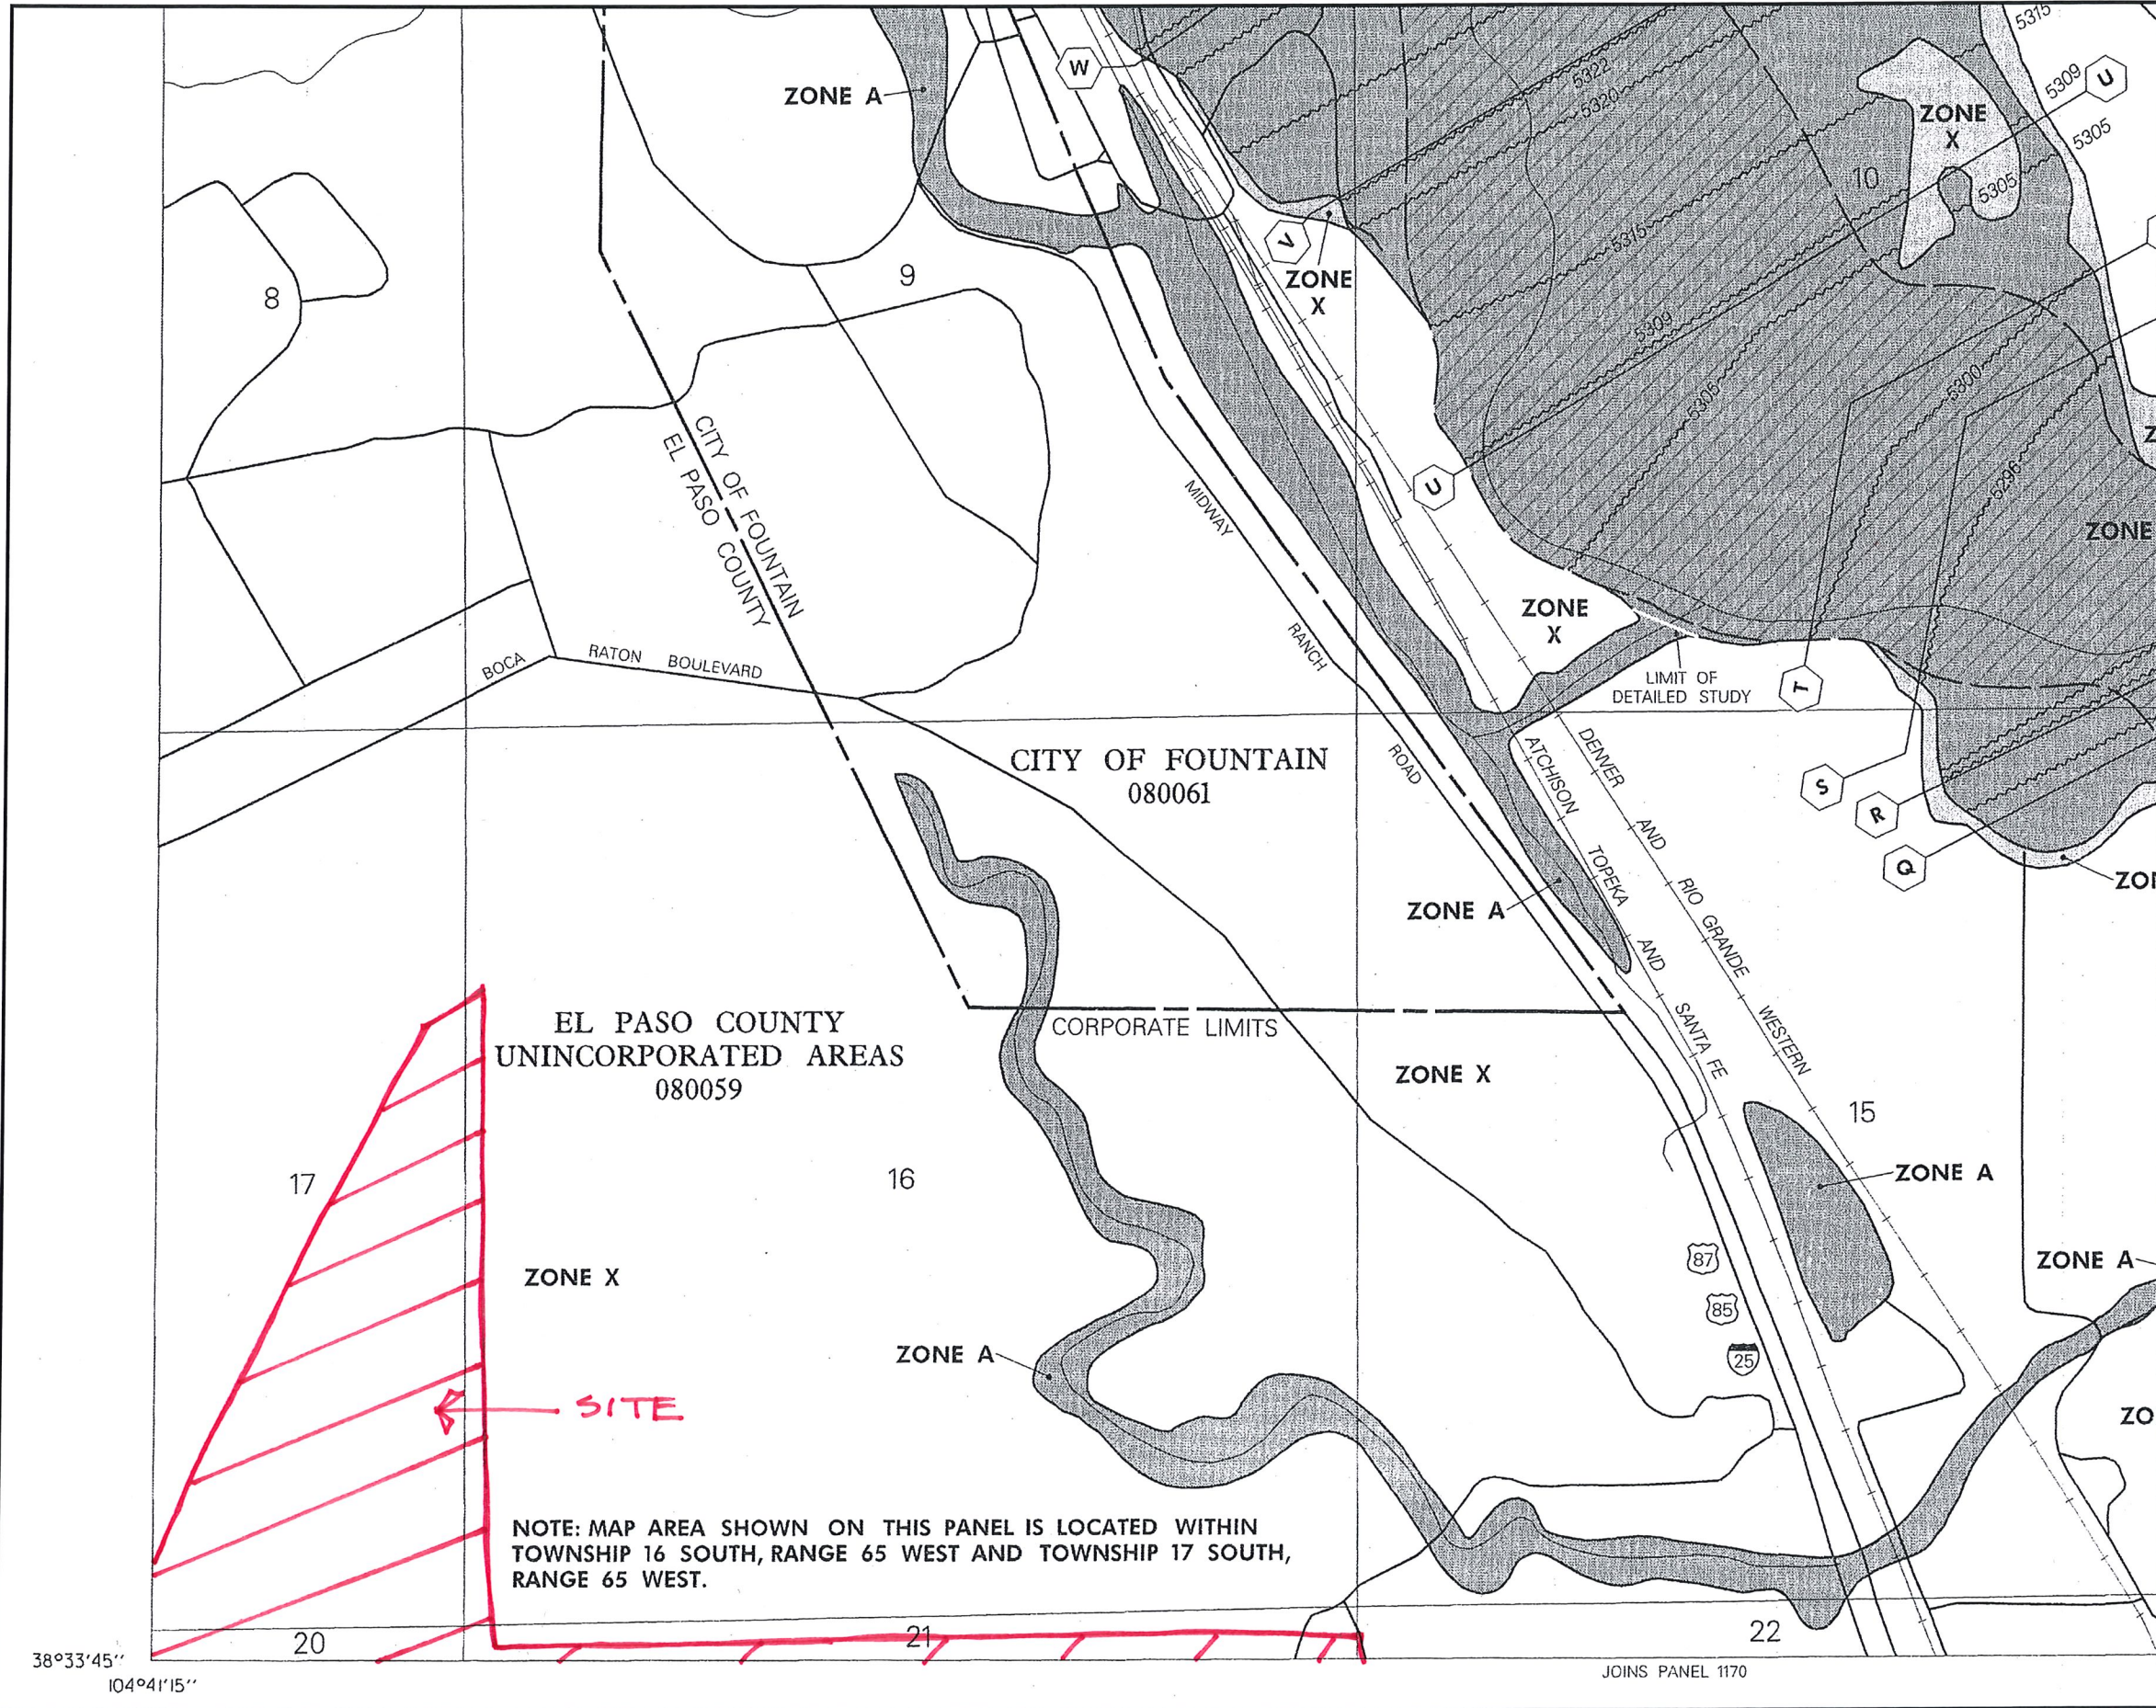 5315
W
5322
5309
U
ZONE A
5320
ZONE
X
5305
10
5305
V
5315
9
ZONE
X
8
5309
5300
5305
CITY OF FOUNTAIN
EL PASO COUNTY
Z
U
MIDWAY
5296
ZONE
ZONE
X
RANCH
BOCA
RATON BOULEVARD
LIMIT OF
DETAILED STUDY
T
CITY OF FOUNTAIN
080061
ROAD
ATCHISON
DENVER
S
R
AND
TOPEKA
Q
ZON
ZONE A
RIO GRANDE
AND
EL PASO COUNTY
UNINCORPORATED AREAS
080059
CORPORATE LIMITS
SANTA FE
WESTERN
ZONE X
15
17
16
ZONE A
87
ZONE X
ZONE A
85
ZONE A
25
SITE
ZO
NOTE: MAP AREA SHOWN ON THIS PANEL IS LOCATED WITHIN
TOWNSHIP 16 SOUTH, RANGE 65 WEST AND TOWNSHIP 17 SOUTH,
RANGE 65 WEST.
20
21
22
38°33'45"
104°41'15"
JOINS PANEL 1170